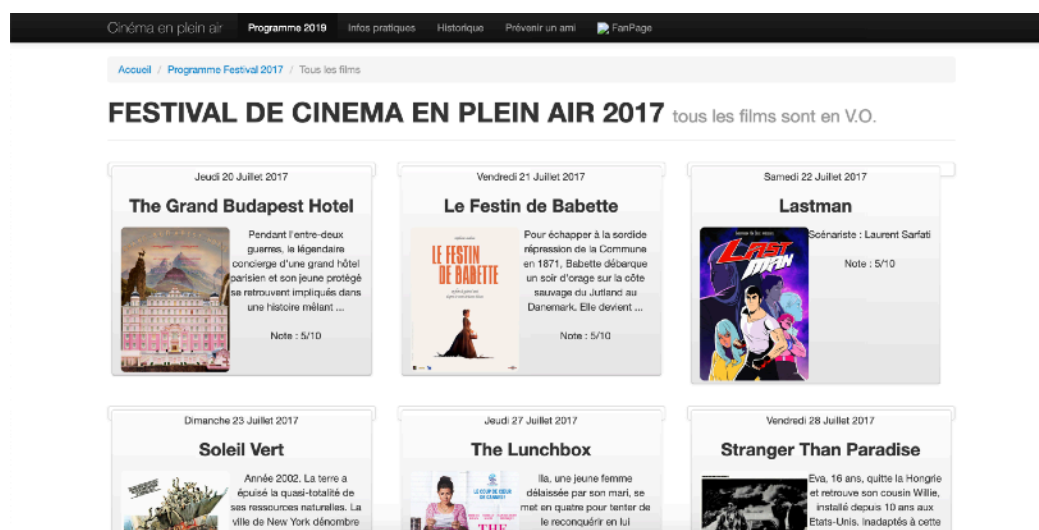 Cinéma en plein air Programme 2019 Infos pratiques Historique Prévenir un ami FanPage
Accueil / Programme Festival 2017 / Tous les films
FESTIVAL DE CINEMA EN PLEIN AIR 2017 tous les films sont en V.O.
Jeudi 20 Juillet 2017
The Grand Budapest Hotel
Pendant l'entre-deux
guerres, le légendaire
concierge d'une grand hôtel
parisien et son jeune protégé
se retrouvent impliqués dans
une histoire mêlant ...
Note : 5/10
Vendredi 21 Juillet 2017
Le Festin de Babette
LE FESTIN
DE BABETTE
Pour échapper à la sordide
répression de la Commune
en 1871, Babette débarque
un soir d'orage sur la côte
sauvage du Jutland au
Danemark. Elle devient ...
Note : 5/10
Samedi 22 Juillet 2017
Lastman
LAST
MAN
Scénariste : Laurent Sarfati
Note : 5/10
Dimanche 23 Juillet 2017
Soleil Vert
Année 2002. La terre a
épuisé la quasi-totalité de
ses ressources naturelles. La
ville de New York dénombre
Jeudi 27 Juillet 2017
The Lunchbox
THE
Ila, une jeune femme
délaissée par son mari, se
met en quatre pour tenter de
le reconquérir en lui
Vendredi 28 Juillet 2017
Stranger Than Paradise
Eva, 16 ans, quitte la Hongrie
et retrouve son cousin Willie,
installé depuis 10 ans aux
Etats-Unis. Inadaptés à cette